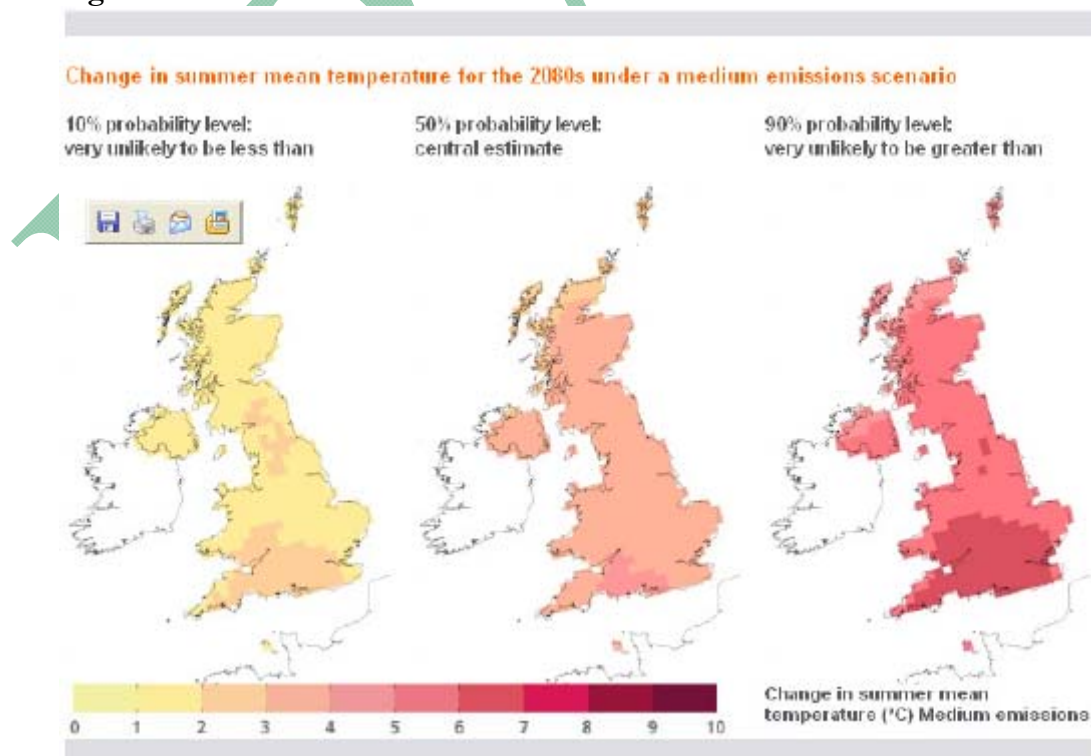 Change in summer mean temperature for the 2080s under a medium emissions scenario
10% probability level:
very unlikely to be less than
50% probability level:
central estimate
90% probability level:
very unlikely to be greater than
0 1 2 3 4 5 6 7 8 9 10
Change in summer mean
temperature (°C) Medium emissions